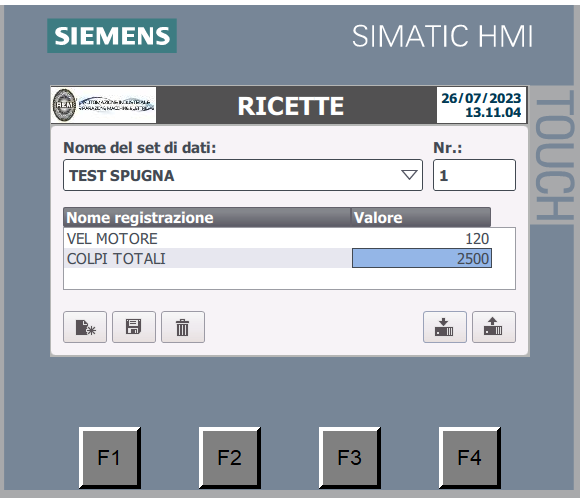 SIEMENS
SIMATIC HMI
TOUCH
REM
RICETTE
26/07/2023
13.11.04
Nome del set di dati:
Nr.:
TEST SPUGNA
1
Nome registrazione
Valore
VEL MOTORE
120
COLPI TOTALI
2500
F1
F2
F3
F4